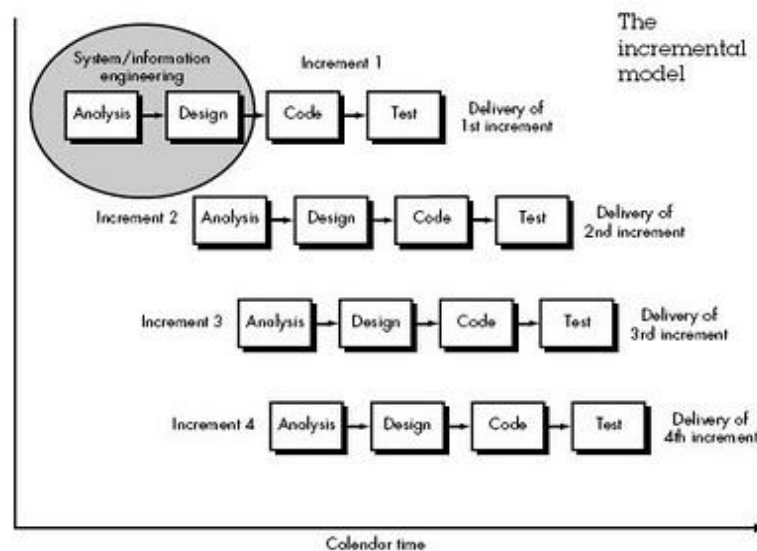 The
incremental
model
System/information
engineering
Increment 1
Analysis
Design
Code
Test
Delivery of
1st increment
Increment 2
Analysis
Design
Code
Test
Delivery of
2nd increment
Increment 3
Analysis
Design
Code
Test
Delivery of
3rd increment
Increment 4
Analysis
Design
Code
Test
Delivery of
4th increment
Calendar time